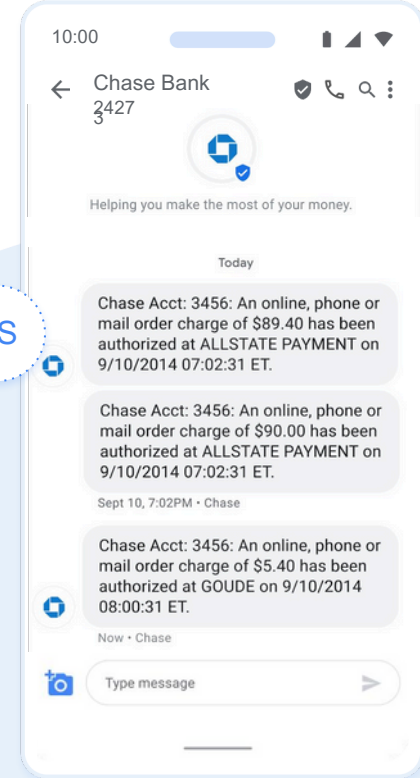 10:00
Chase Bank
2427
3
Helping you make the most of your money.
Today
S
Chase Acct: 3456: An online, phone or
mail order charge of $89.40 has been
authorized at ALLSTATE PAYMENT on
9/10/2014 07:02:31 ET.
Chase Acct: 3456: An online, phone or
mail order charge of $90.00 has been
authorized at ALLSTATE PAYMENT on
9/10/2014 07:02:31 ET.
Sept 10, 7:02PM • Chase
Chase Acct: 3456: An online, phone or
mail order charge of $5.40 has been
authorized at GOUDE on 9/10/2014
08:00:31 ET.
Now • Chase
Type message